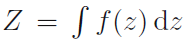 Z = ∫ f(z) dz